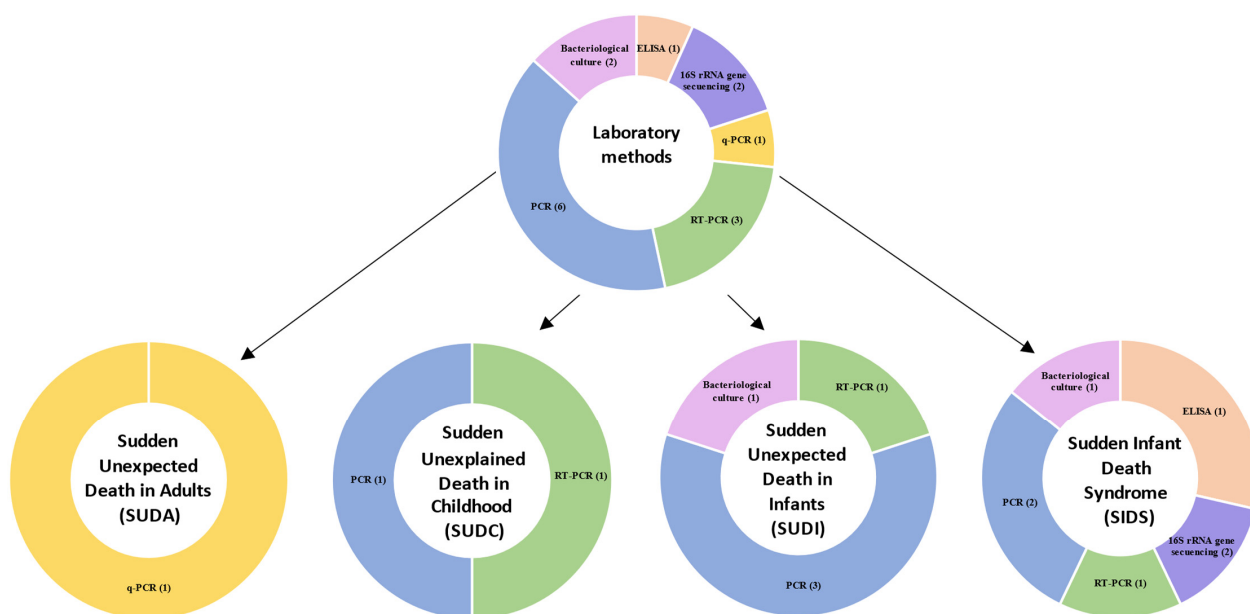 Bacteriological
culture (2)
ELISA (1)
16S rRNA gene
secuencing (2)
Laboratory
methods
q-PCR (1)
PCR (6)
RT-PCR (3)
Sudden
Unexpected
Death in Adults
(SUDA)
q-PCR (1)
Sudden
Unexplained
Death in
Childhood
(SUDC)
PCR (1)
RT-PCR (1)
Bacteriological
culture (1)
RT-PCR (1)
Sudden
Unexpected
Death in
Infants
(SUDI)
PCR (3)
Bacteriological
culture (1)
ELISA (1)
Sudden Infant
Death
Syndrome
(SIDS)
PCR (2)
16S rRNA gene
secuencing (2)
RT-PCR (1)